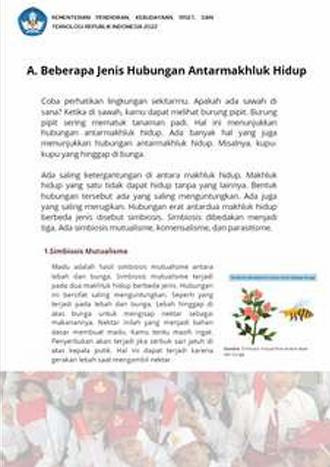 KEMENTERIAN PENDIDIKAN, KEBUDAYAAN, RISET, DAN
TEKNOLOGI REPUBLIK INDONESIA 2022
A. Beberapa Jenis Hubungan Antarmakhluk Hidup
Coba perhatikan lingkungan sekitarmu. Apakah ada sawah di
sana? Ketika di sawah, kamu dapat melihat burung pipit. Burung
pipit sering mematuk tanaman padi. Hal ini menunjukkan
hubungan antarmakhluk hidup. Ada banyak hal yang juga
menunjukkan hubungan antarmakhluk hidup. Misalnya, kupu-
kupu yang hinggap di bunga.
Ada saling ketergantungan di antara makhluk hidup. Makhluk
hidup yang satu tidak dapat hidup tanpa yang lainnya. Bentuk
hubungan tersebut ada yang saling menguntungkan. Ada juga
yang saling merugikan. Hubungan erat antardua makhluk hidup
berbeda jenis disebut simbiosis. Simbiosis dibedakan menjadi
tiga, Ada simbiosis mutualisme, komensalisme, dan parasitisme.
1.Simbiosis Mutualisme
Madu adalah hasil simbiosis mutualisme antara
lebah dan bunga. Simbiosis mutualisme terjadi
pada dua makhluk hidup berbeda jenis. Hubungan
ini bersifat saling menguntungkan. Seperti yang
terjadi pada lebah dan bunga. Lebah hinggap di
atas bunga untuk mengisap nektar sebagai
makanannya. Nektar inilah yang menjadi bahan
dasar membuat madu. Kamu tentu masih ingat.
Penyerbukan akan terjadi jika serbuk sari jatuh di
atas kepala putik. Hal ini dapat terjadi karena
gerakan lebah saat mengambil nektar.